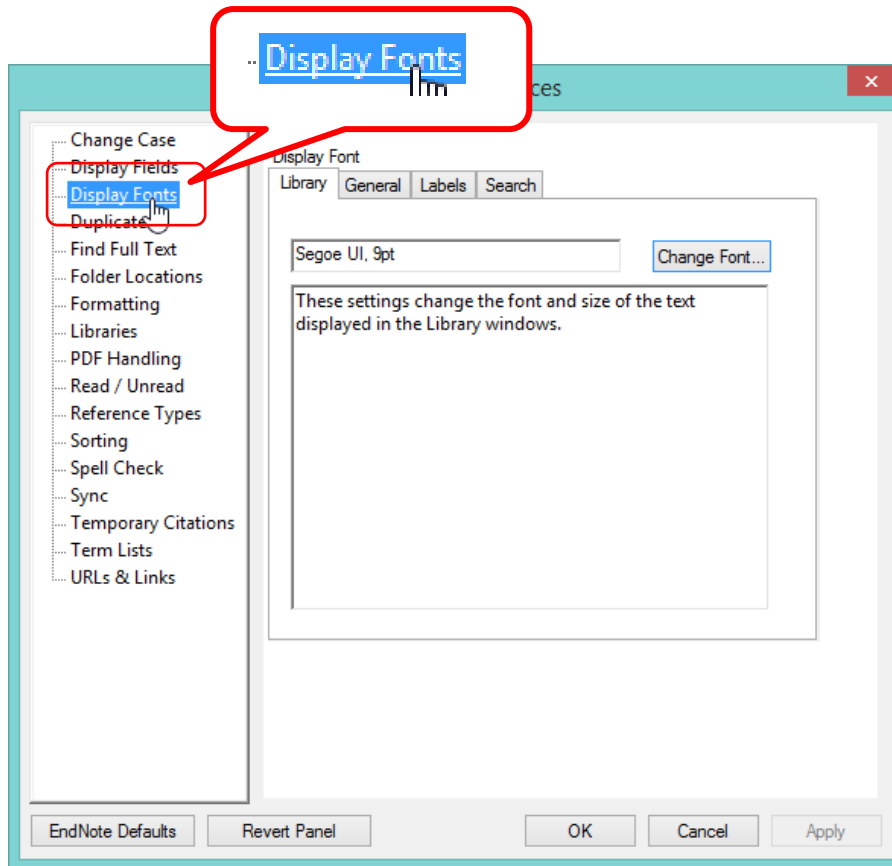 Display Fonts
ces
Change Case
Display Fields
Display Fonts
Duplicate
Find Full Text
Folder Locations
Formatting
Libraries
PDF Handling
Read / Unread
Reference Types
Sorting
Spell Check
Sync
Temporary Citations
Term Lists
URLs & Links
Display Font
Library General Labels Search
Segoe UI, 9pt Change Font...
These settings change the font and size of the text
displayed in the Library windows.
EndNote Defaults Revert Panel OK Cancel Apply